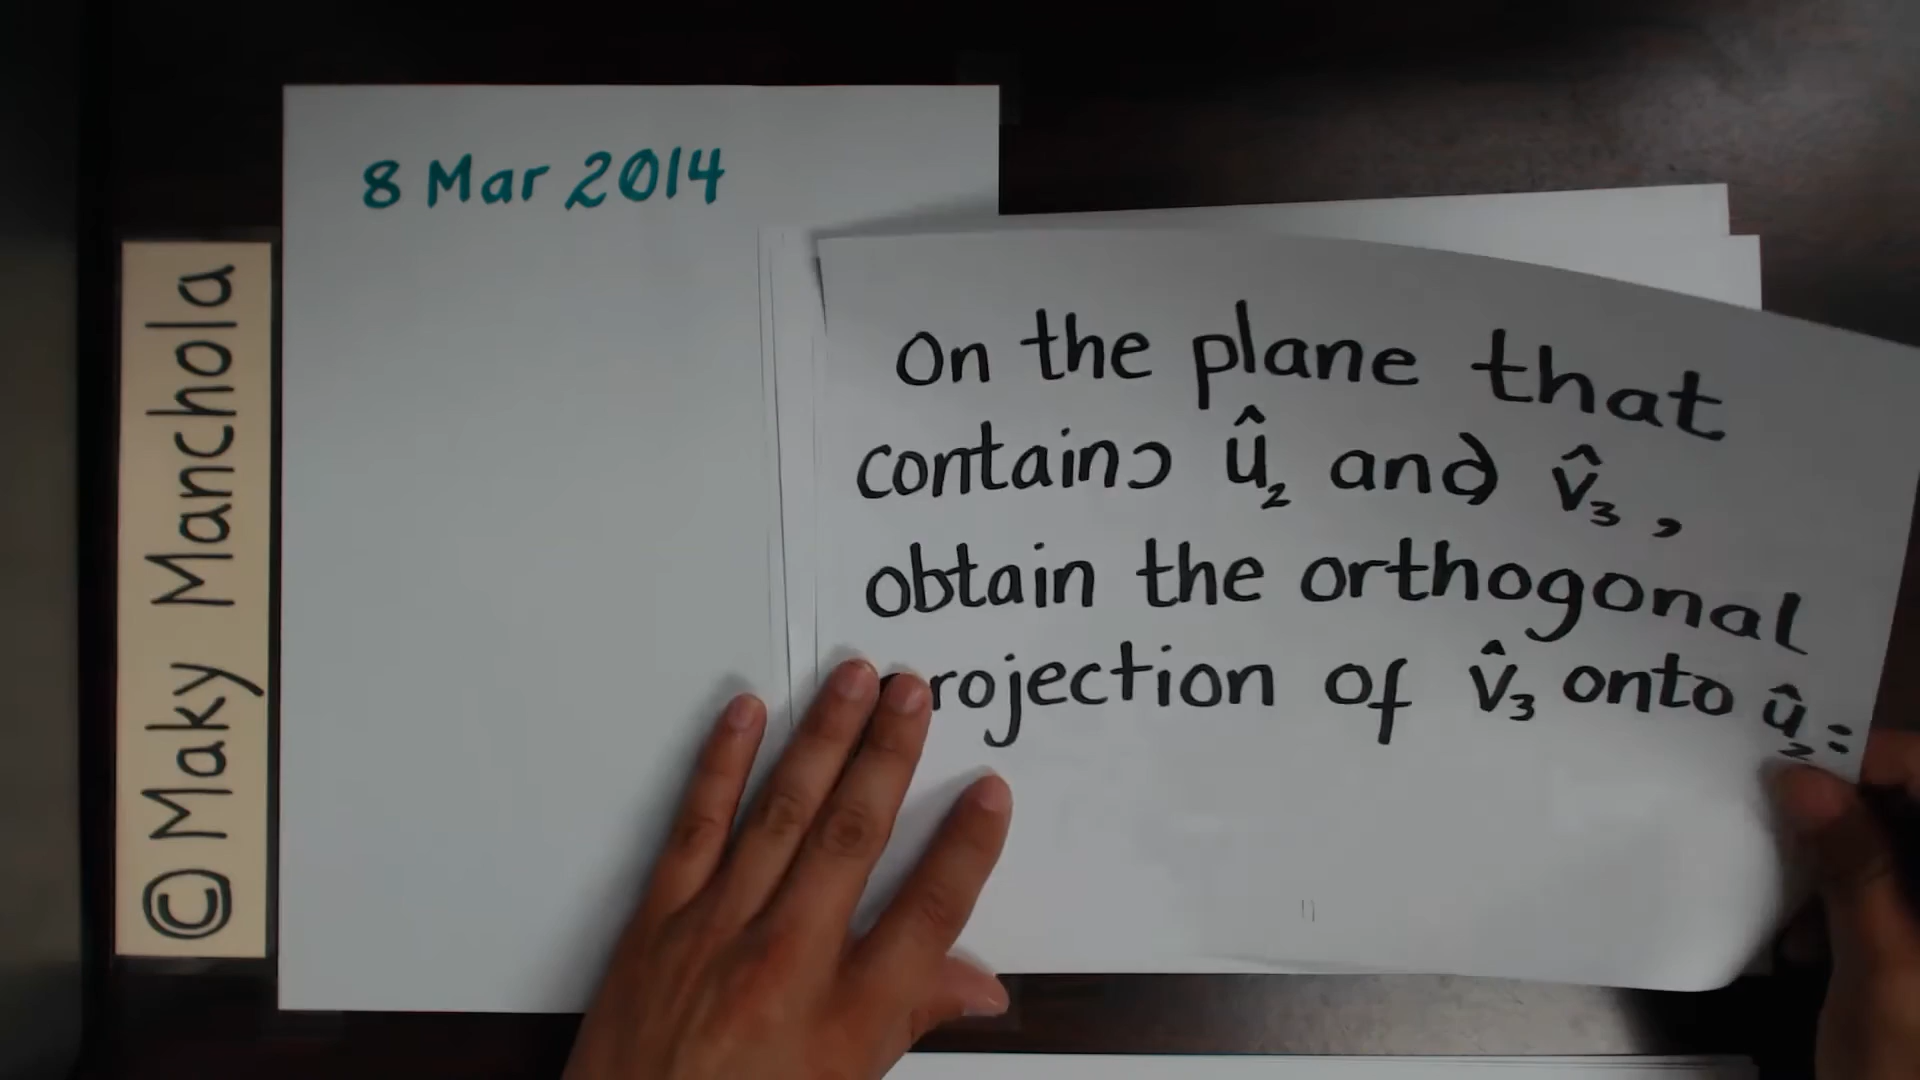 8 Mar 2014
© Maky Manchola
On the plane that
contains û₂ and v̂₃,
obtain the orthogonal
projection of v̂₃ onto û₂: